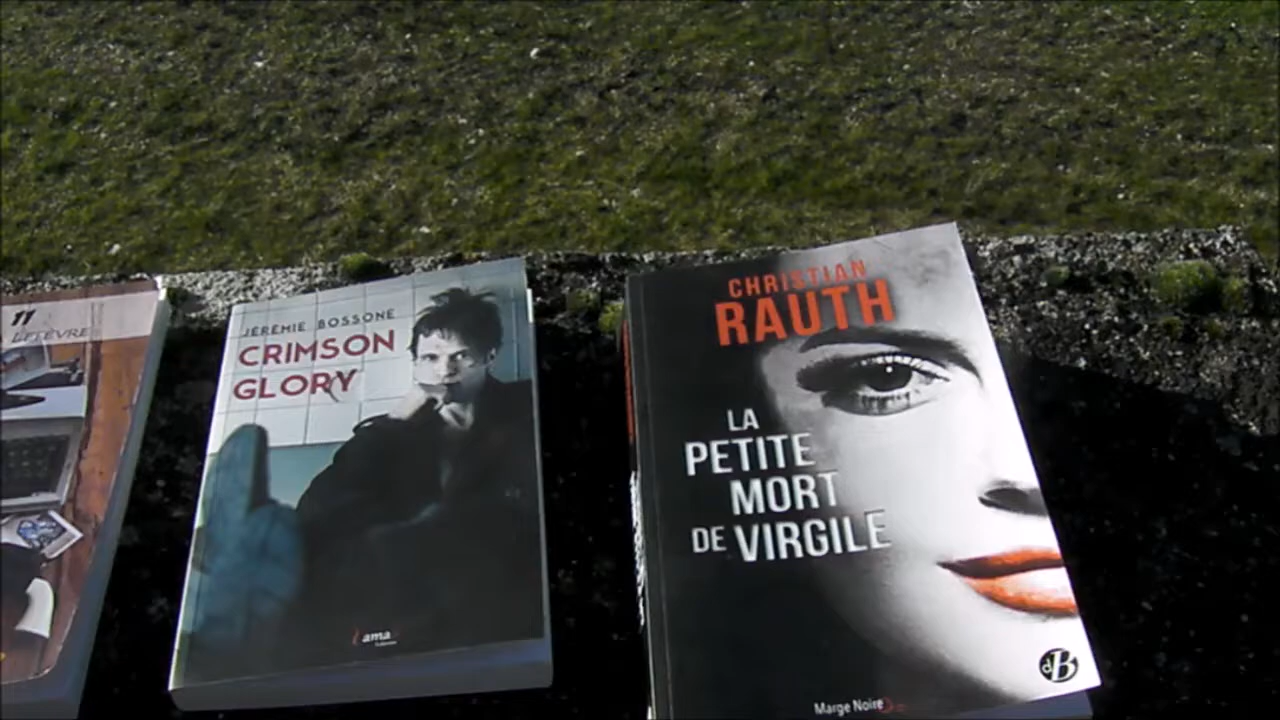 11
LEFÈVRE
JÉRÉMIE BOSSONE
CRIMSON
GLORY
ama
CHRISTIAN
RAUTH
LA
PETITE
MORT
DE VIRGILE
dB
Marge Noire